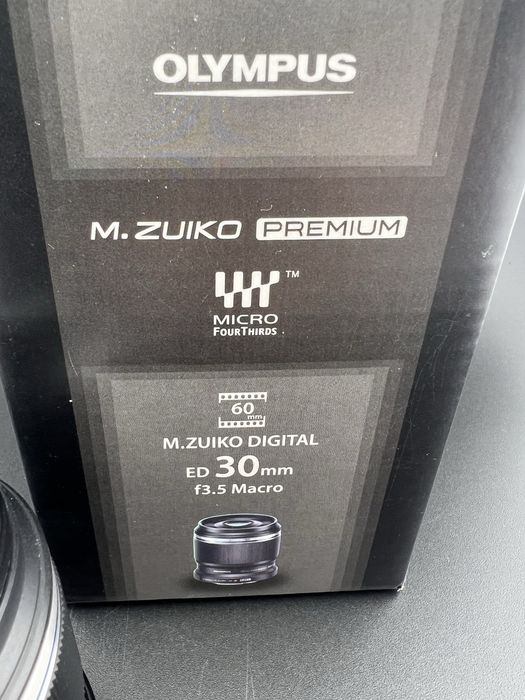 OLYMPUS
M.ZUIKO PREMIUM
TM
MICRO
FOURTHIRDS
60
mm
M.ZUIKO DIGITAL
ED 30mm
f3.5 Macro